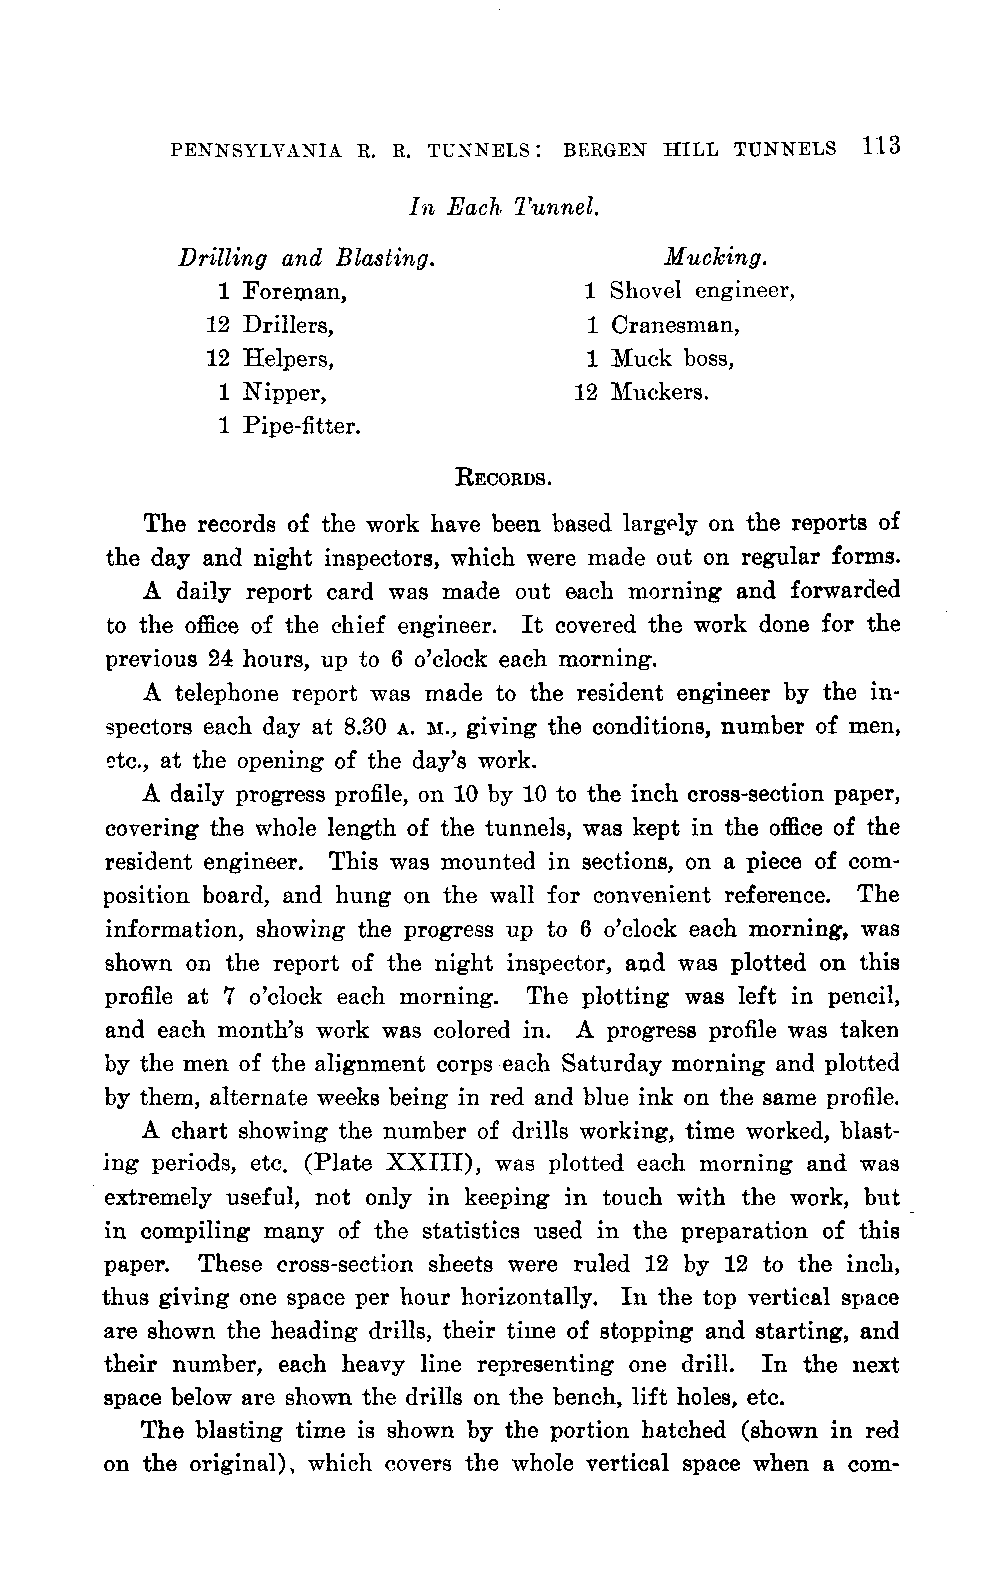 PENNSYLVANIA R. R. TUNNELS: BERGEN HILL TUNNELS 113
In Each Tunnel.
Drilling and Blasting.
1 Foreman,
12 Drillers,
12 Helpers,
1 Nipper,
1 Pipe-fitter.
Mucking.
1 Shovel engineer,
1 Cranesman,
1 Muck boss,
12 Muckers.
RECORDS.
The records of the work have been based largely on the reports of
the day and night inspectors, which were made out on regular forms.
A daily report card was made out each morning and forwarded
to the office of the chief engineer. It covered the work done for the
previous 24 hours, up to 6 o'clock each morning.
A telephone report was made to the resident engineer by the in-
spectors each day at 8.30 A. M., giving the conditions, number of men,
etc., at the opening of the day's work.
A daily progress profile, on 10 by 10 to the inch cross-section paper,
covering the whole length of the tunnels, was kept in the office of the
resident engineer. This was mounted in sections, on a piece of com-
position board, and hung on the wall for convenient reference. The
information, showing the progress up to 6 o'clock each morning, was
shown on the report of the night inspector, and was plotted on this
profile at 7 o'clock each morning. The plotting was left in pencil,
and each month's work was colored in. A progress profile was taken
by the men of the alignment corps each Saturday morning and plotted
by them, alternate weeks being in red and blue ink on the same profile.
A chart showing the number of drills working, time worked, blast-
ing periods, etc. (Plate XXIII), was plotted each morning and was
extremely useful, not only in keeping in touch with the work, but
in compiling many of the statistics used in the preparation of this
paper. These cross-section sheets were ruled 12 by 12 to the inch,
thus giving one space per hour horizontally. In the top vertical space
are shown the heading drills, their time of stopping and starting, and
their number, each heavy line representing one drill. In the next
space below are shown the drills on the bench, lift holes, etc.
The blasting time is shown by the portion hatched (shown in red
on the original), which covers the whole vertical space when a com-